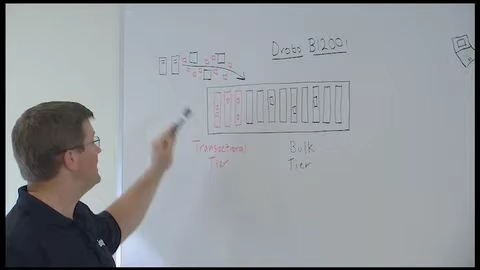 Drobo B1200i
Transactional
Tier
Bulk
Tier